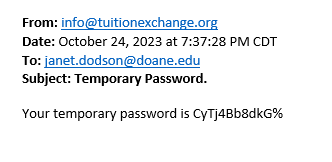 From: info@tuitionexchange.org
Date: October 24, 2023 at 7:37:28 PM CDT
To: janet.dodson@doane.edu
Subject: Temporary Password.
Your temporary password is CyTj4Bb8dkG%